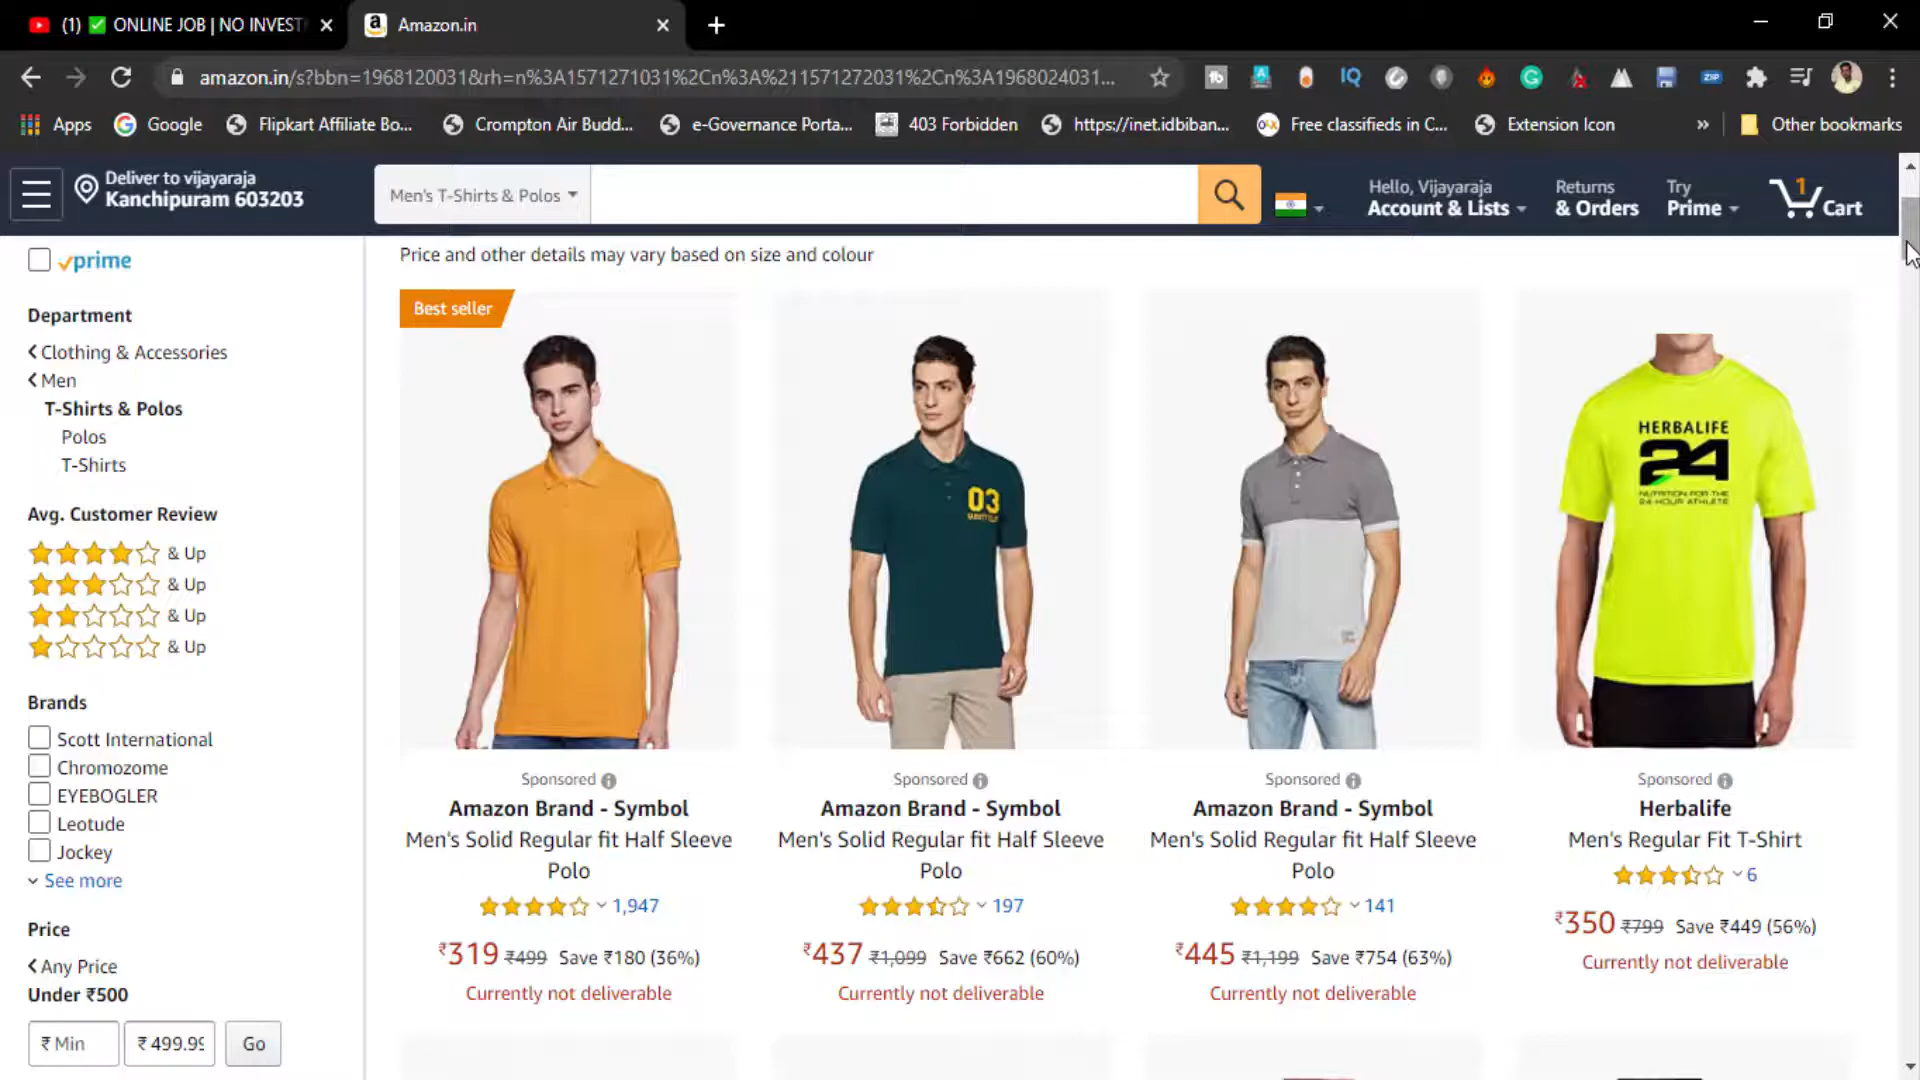 (1) ✅ ONLINE JOB | NO INVEST
Amazon.in
amazon.in/s?bbn=1968120031&rh=n%3A1571271031%2Cn%3A%211571272031%2Cn%3A1968024031...
Apps Google Flipkart Affiliate Bo... Crompton Air Budd... e-Governance Porta... 403 Forbidden https://inet.idbiban... Free classifieds in C... Extension Icon » Other bookmarks
Deliver to vijayaraja
Kanchipuram 603203
Men's T-Shirts & Polos
Hello, Vijayaraja
Account & Lists
Returns
& Orders
Try
Prime
1
Cart
prime
Department
Clothing & Accessories
Men
T-Shirts & Polos
Polos
T-Shirts
Avg. Customer Review
& Up
& Up
& Up
& Up
Brands
Scott International
Chromozome
EYEBOGLER
Leotude
Jockey
See more
Price
Any Price
Under ₹500
₹ Min ₹ 499.99 Go
Price and other details may vary based on size and colour
Best seller
Sponsored
Amazon Brand - Symbol
Men's Solid Regular fit Half Sleeve
Polo
1,947
₹319 ₹499 Save ₹180 (36%)
Currently not deliverable
03
Sponsored
Amazon Brand - Symbol
Men's Solid Regular fit Half Sleeve
Polo
197
₹437 ₹1,099 Save ₹662 (60%)
Currently not deliverable
Sponsored
Amazon Brand - Symbol
Men's Solid Regular fit Half Sleeve
Polo
141
₹445 ₹1,199 Save ₹754 (63%)
Currently not deliverable
HERBALIFE
24
NUTRITION FOR THE
24-HOUR ATHLETE
Sponsored
Herbalife
Men's Regular Fit T-Shirt
6
₹350 ₹799 Save ₹449 (56%)
Currently not deliverable